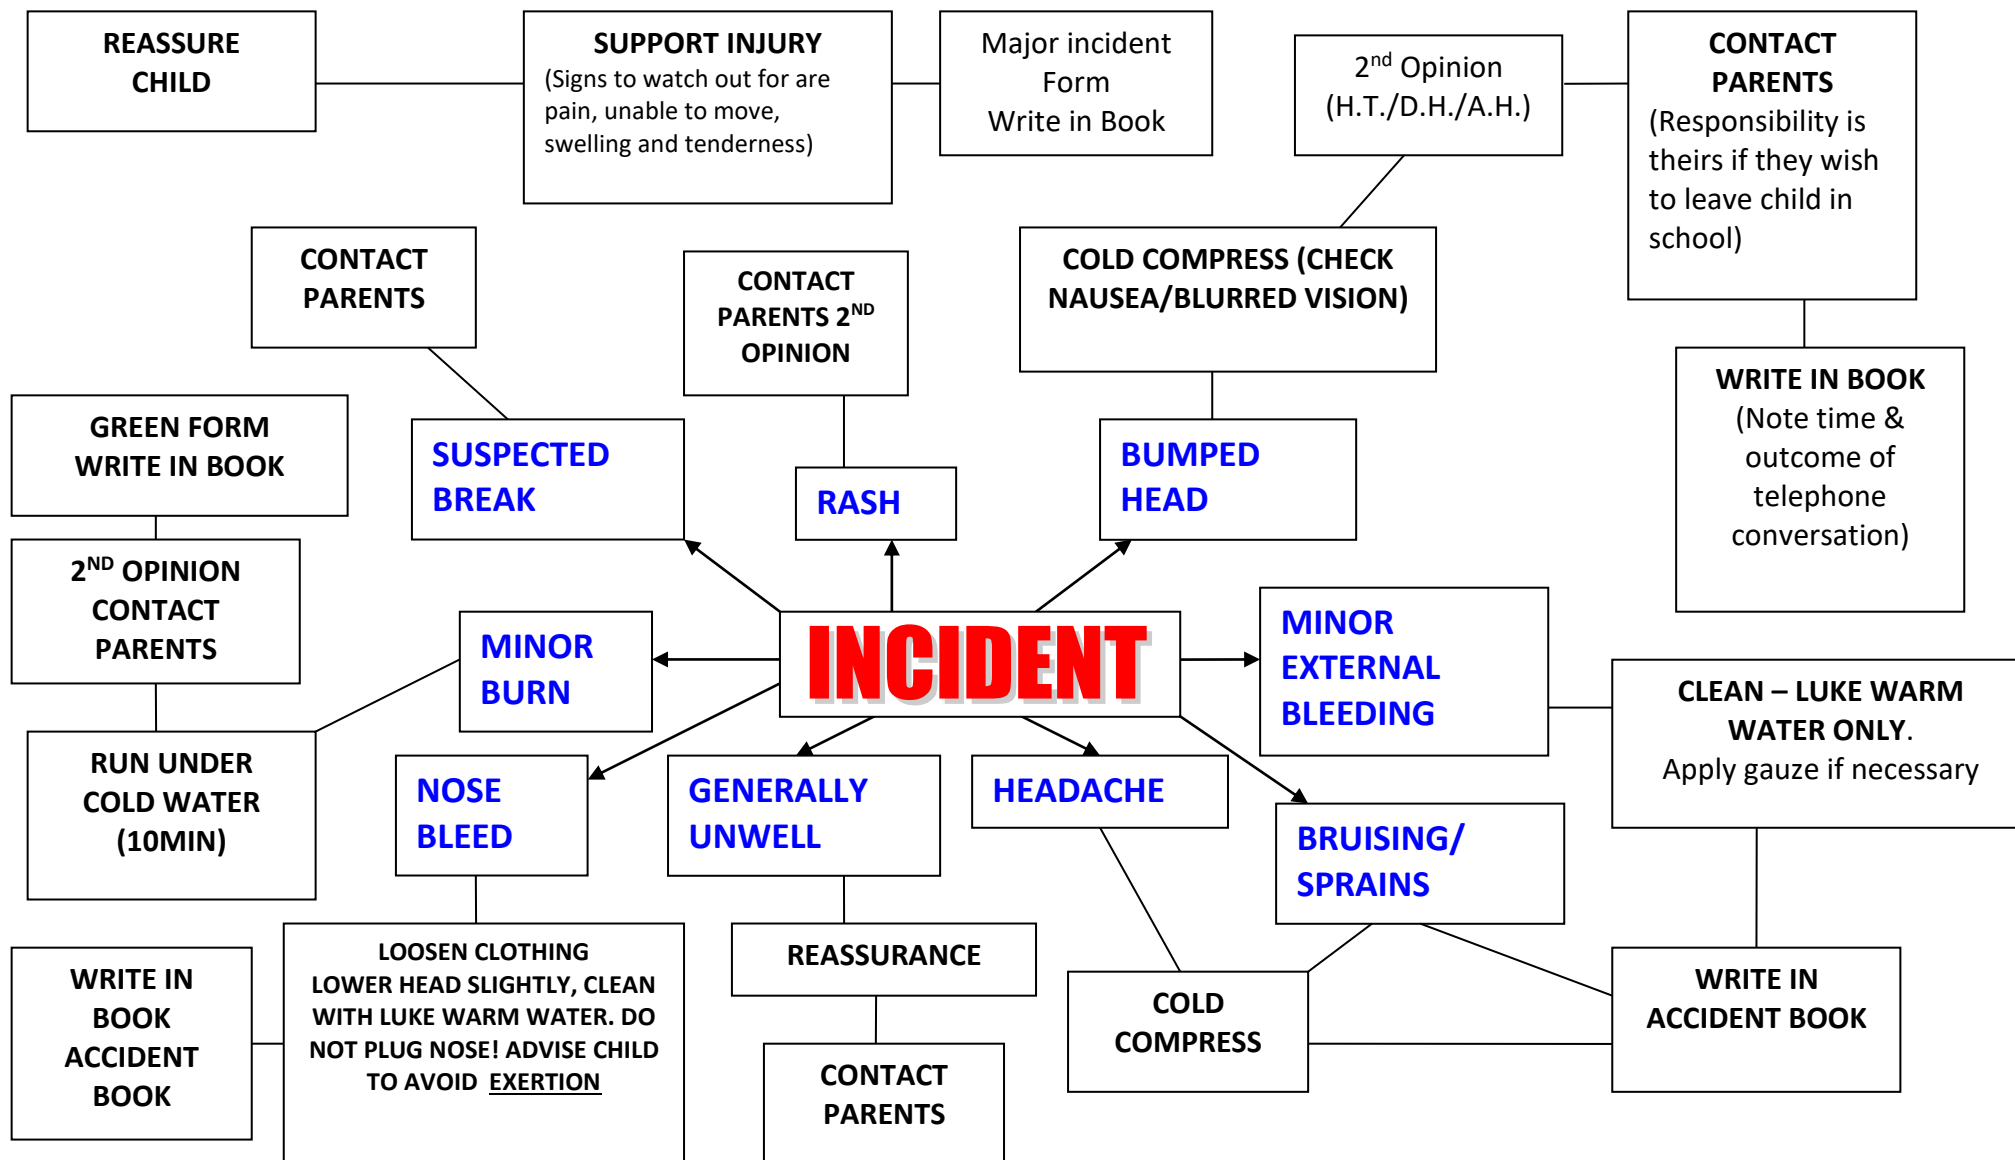 REASSURE
CHILD
SUPPORT INJURY
(Signs to watch out for are
pain, unable to move,
swelling and tenderness)
Major incident
Form
Write in Book
2nd Opinion
(H.T./D.H./A.H.)
CONTACT
PARENTS
(Responsibility is
theirs if they wish
to leave child in
school)
CONTACT
PARENTS
CONTACT
PARENTS 2ND
OPINION
COLD COMPRESS (CHECK
NAUSEA/BLURRED VISION)
WRITE IN BOOK
(Note time &
outcome of
telephone
conversation)
GREEN FORM
WRITE IN BOOK
SUSPECTED
BREAK
RASH
BUMPED
HEAD
2ND OPINION
CONTACT
PARENTS
MINOR
BURN
INCIDENT
MINOR
EXTERNAL
BLEEDING
CLEAN – LUKE WARM
WATER ONLY.
Apply gauze if necessary
RUN UNDER
COLD WATER
(10MIN)
NOSE
BLEED
GENERALLY
UNWELL
HEADACHE
BRUISING/
SPRAINS
WRITE IN
BOOK
ACCIDENT
BOOK
LOOSEN CLOTHING
LOWER HEAD SLIGHTLY, CLEAN
WITH LUKE WARM WATER. DO
NOT PLUG NOSE! ADVISE CHILD
TO AVOID EXERTION
REASSURANCE
CONTACT
PARENTS
COLD
COMPRESS
WRITE IN
ACCIDENT BOOK